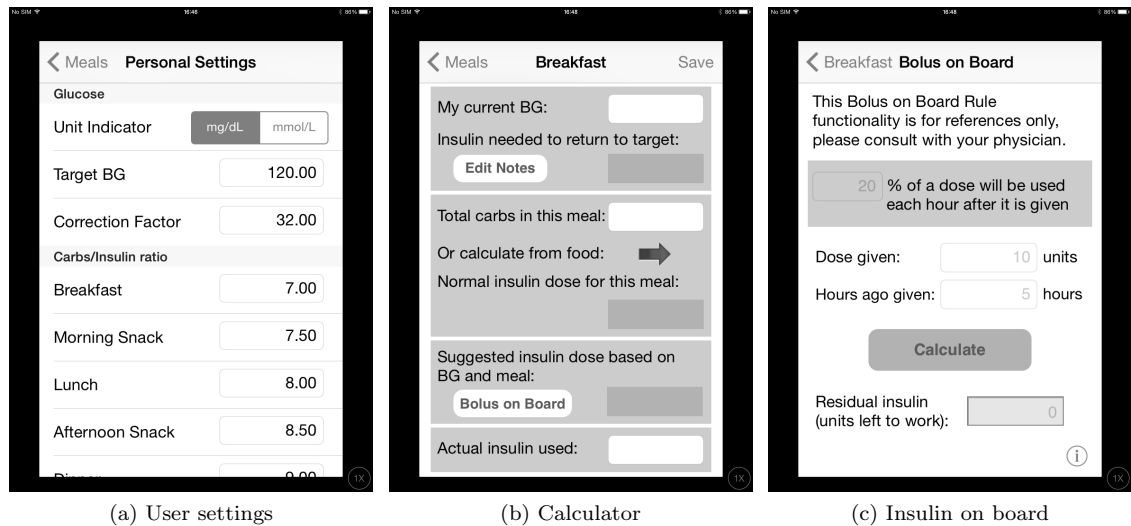 No SIM 16:48 86%
Meals Personal Settings
Glucose
Unit Indicator mg/dL mmol/L
Target BG 120.00
Correction Factor 32.00
Carbs/Insulin ratio
Breakfast 7.00
Morning Snack 7.50
Lunch 8.00
Afternoon Snack 8.50
Dinner 9.00
1X
(a) User settings
No SIM 16:48 86%
Meals Breakfast Save
My current BG:
Insulin needed to return to target:
Edit Notes
Total carbs in this meal:
Or calculate from food:
Normal insulin dose for this meal:
Suggested insulin dose based on
BG and meal:
Bolus on Board
Actual insulin used:
1X
(b) Calculator
No SIM 16:48 86%
Breakfast Bolus on Board
This Bolus on Board Rule
functionality is for references only,
please consult with your physician.
20 % of a dose will be used
each hour after it is given
Dose given: 10 units
Hours ago given: 5 hours
Calculate
Residual insulin
(units left to work): 0
i
1X
(c) Insulin on board